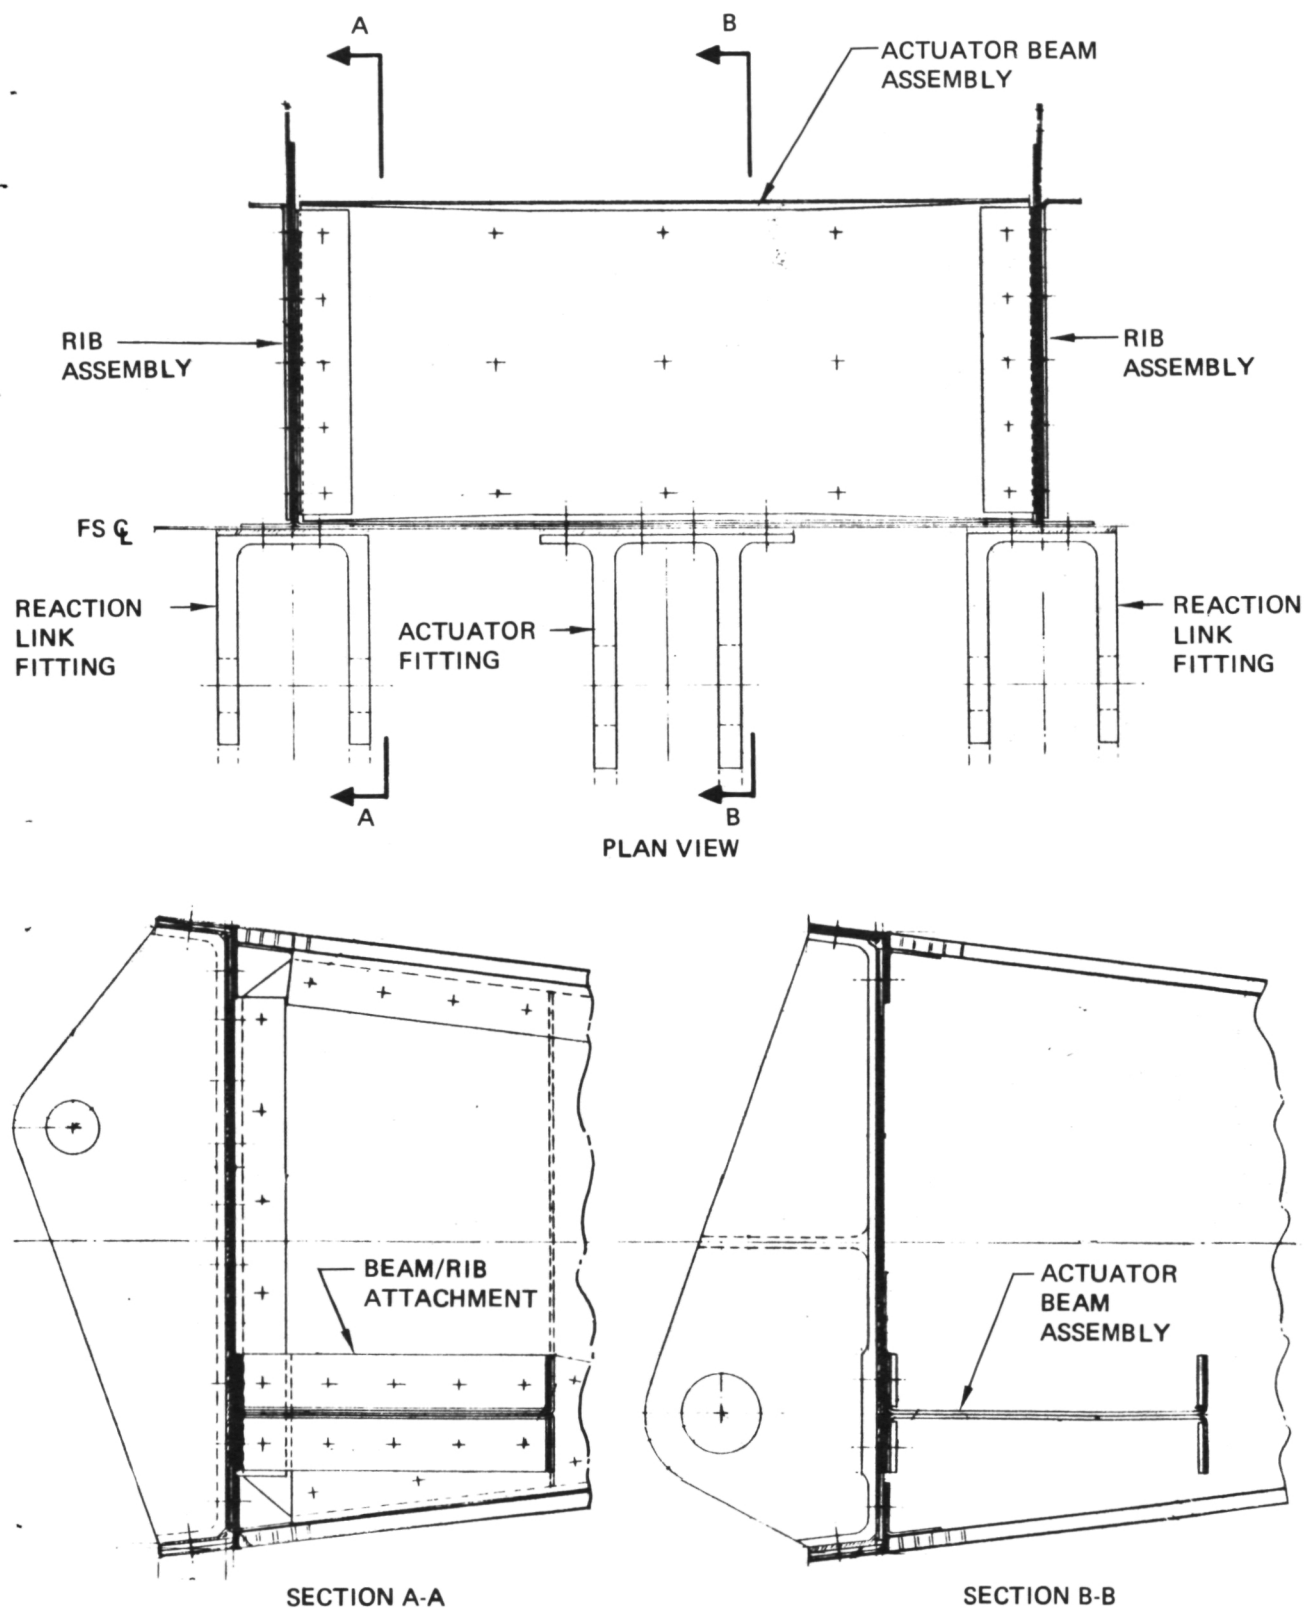 A
B
ACTUATOR BEAM
ASSEMBLY
RIB
ASSEMBLY
RIB
ASSEMBLY
FS ℄
REACTION
LINK
FITTING
ACTUATOR
FITTING
REACTION
LINK
FITTING
A
B
PLAN VIEW
BEAM/RIB
ATTACHMENT
ACTUATOR
BEAM
ASSEMBLY
SECTION A-A
SECTION B-B